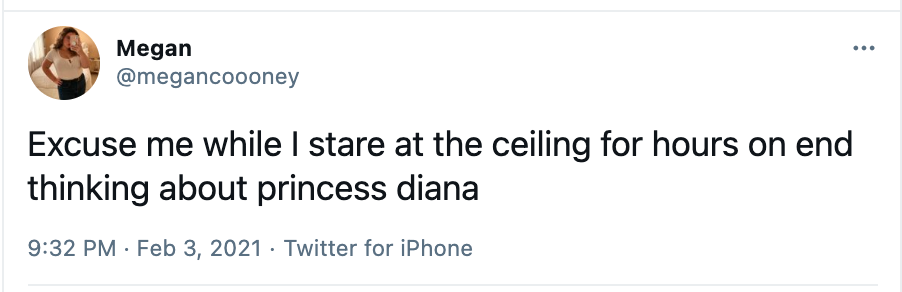 Megan
@megancoooney
Excuse me while I stare at the ceiling for hours on end
thinking about princess diana
9:32 PM · Feb 3, 2021 · Twitter for iPhone